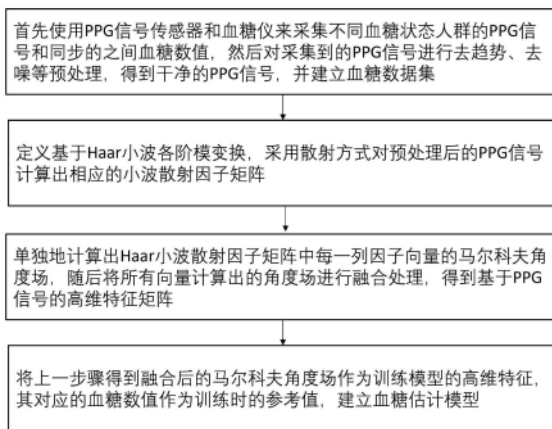 首先使用PPG信号传感器和血糖仪来采集不同血糖状态人群的PPG信
号和同步的之间血糖数值，然后对采集到的PPG信号进行去趋势、去
噪等预处理，得到干净的PPG信号，并建立血糖数据集
定义基于Haar小波各阶模变换，采用散射方式对预处理后的PPG信号
计算出相应的小波散射因子矩阵
单独地计算出Haar小波散射因子矩阵中每一列因子向量的马尔科夫角
度场，随后将所有向量计算出的角度场进行融合处理，得到基于PPG
信号的高维特征矩阵
将上一步骤得到融合后的马尔科夫角度场作为训练模型的高维特征，
其对应的血糖数值作为训练时的参考值，建立血糖估计模型